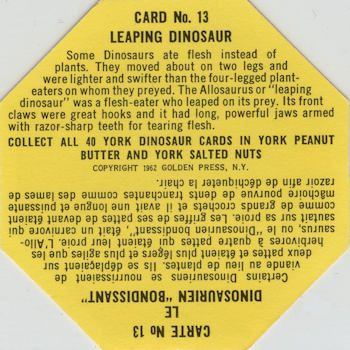 CARD No. 13
LEAPING DINOSAUR
Some Dinosaurs ate flesh instead of
plants. They moved about on two legs and
were lighter and swifter than the four-legged plant-
eaters on whom they preyed. The Allosaurus or "leaping
dinosaur" was a flesh-eater who leaped on its prey. Its front
claws were great hooks and it had long, powerful jaws armed
with razor-sharp teeth for tearing flesh.
COLLECT ALL 40 YORK DINOSAUR CARDS IN YORK PEANUT
BUTTER AND YORK SALTED NUTS
COPYRIGHT 1962 GOLDEN PRESS, N.Y.
CARTE No 13
LE
DINOSAURIEN "BONDISSANT"
Certains Dinosaures se nourrissaient de
viande au lieu de plantes. Ils se déplaçaient sur
deux pattes et étaient plus légers et plus agiles que les
herbivores à quatre pattes qui étaient leur proie. L'Allo-
saurus, ou le "Dinosaurien bondissant", était un carnivore qui
sautait sur sa proie. Les griffes de ses pattes de devant étaient
comme de grands crochets et il avait une longue et puissante
mâchoire pourvue de dents tranchantes comme des lames de
rasoir afin de déchiqueter la chair.